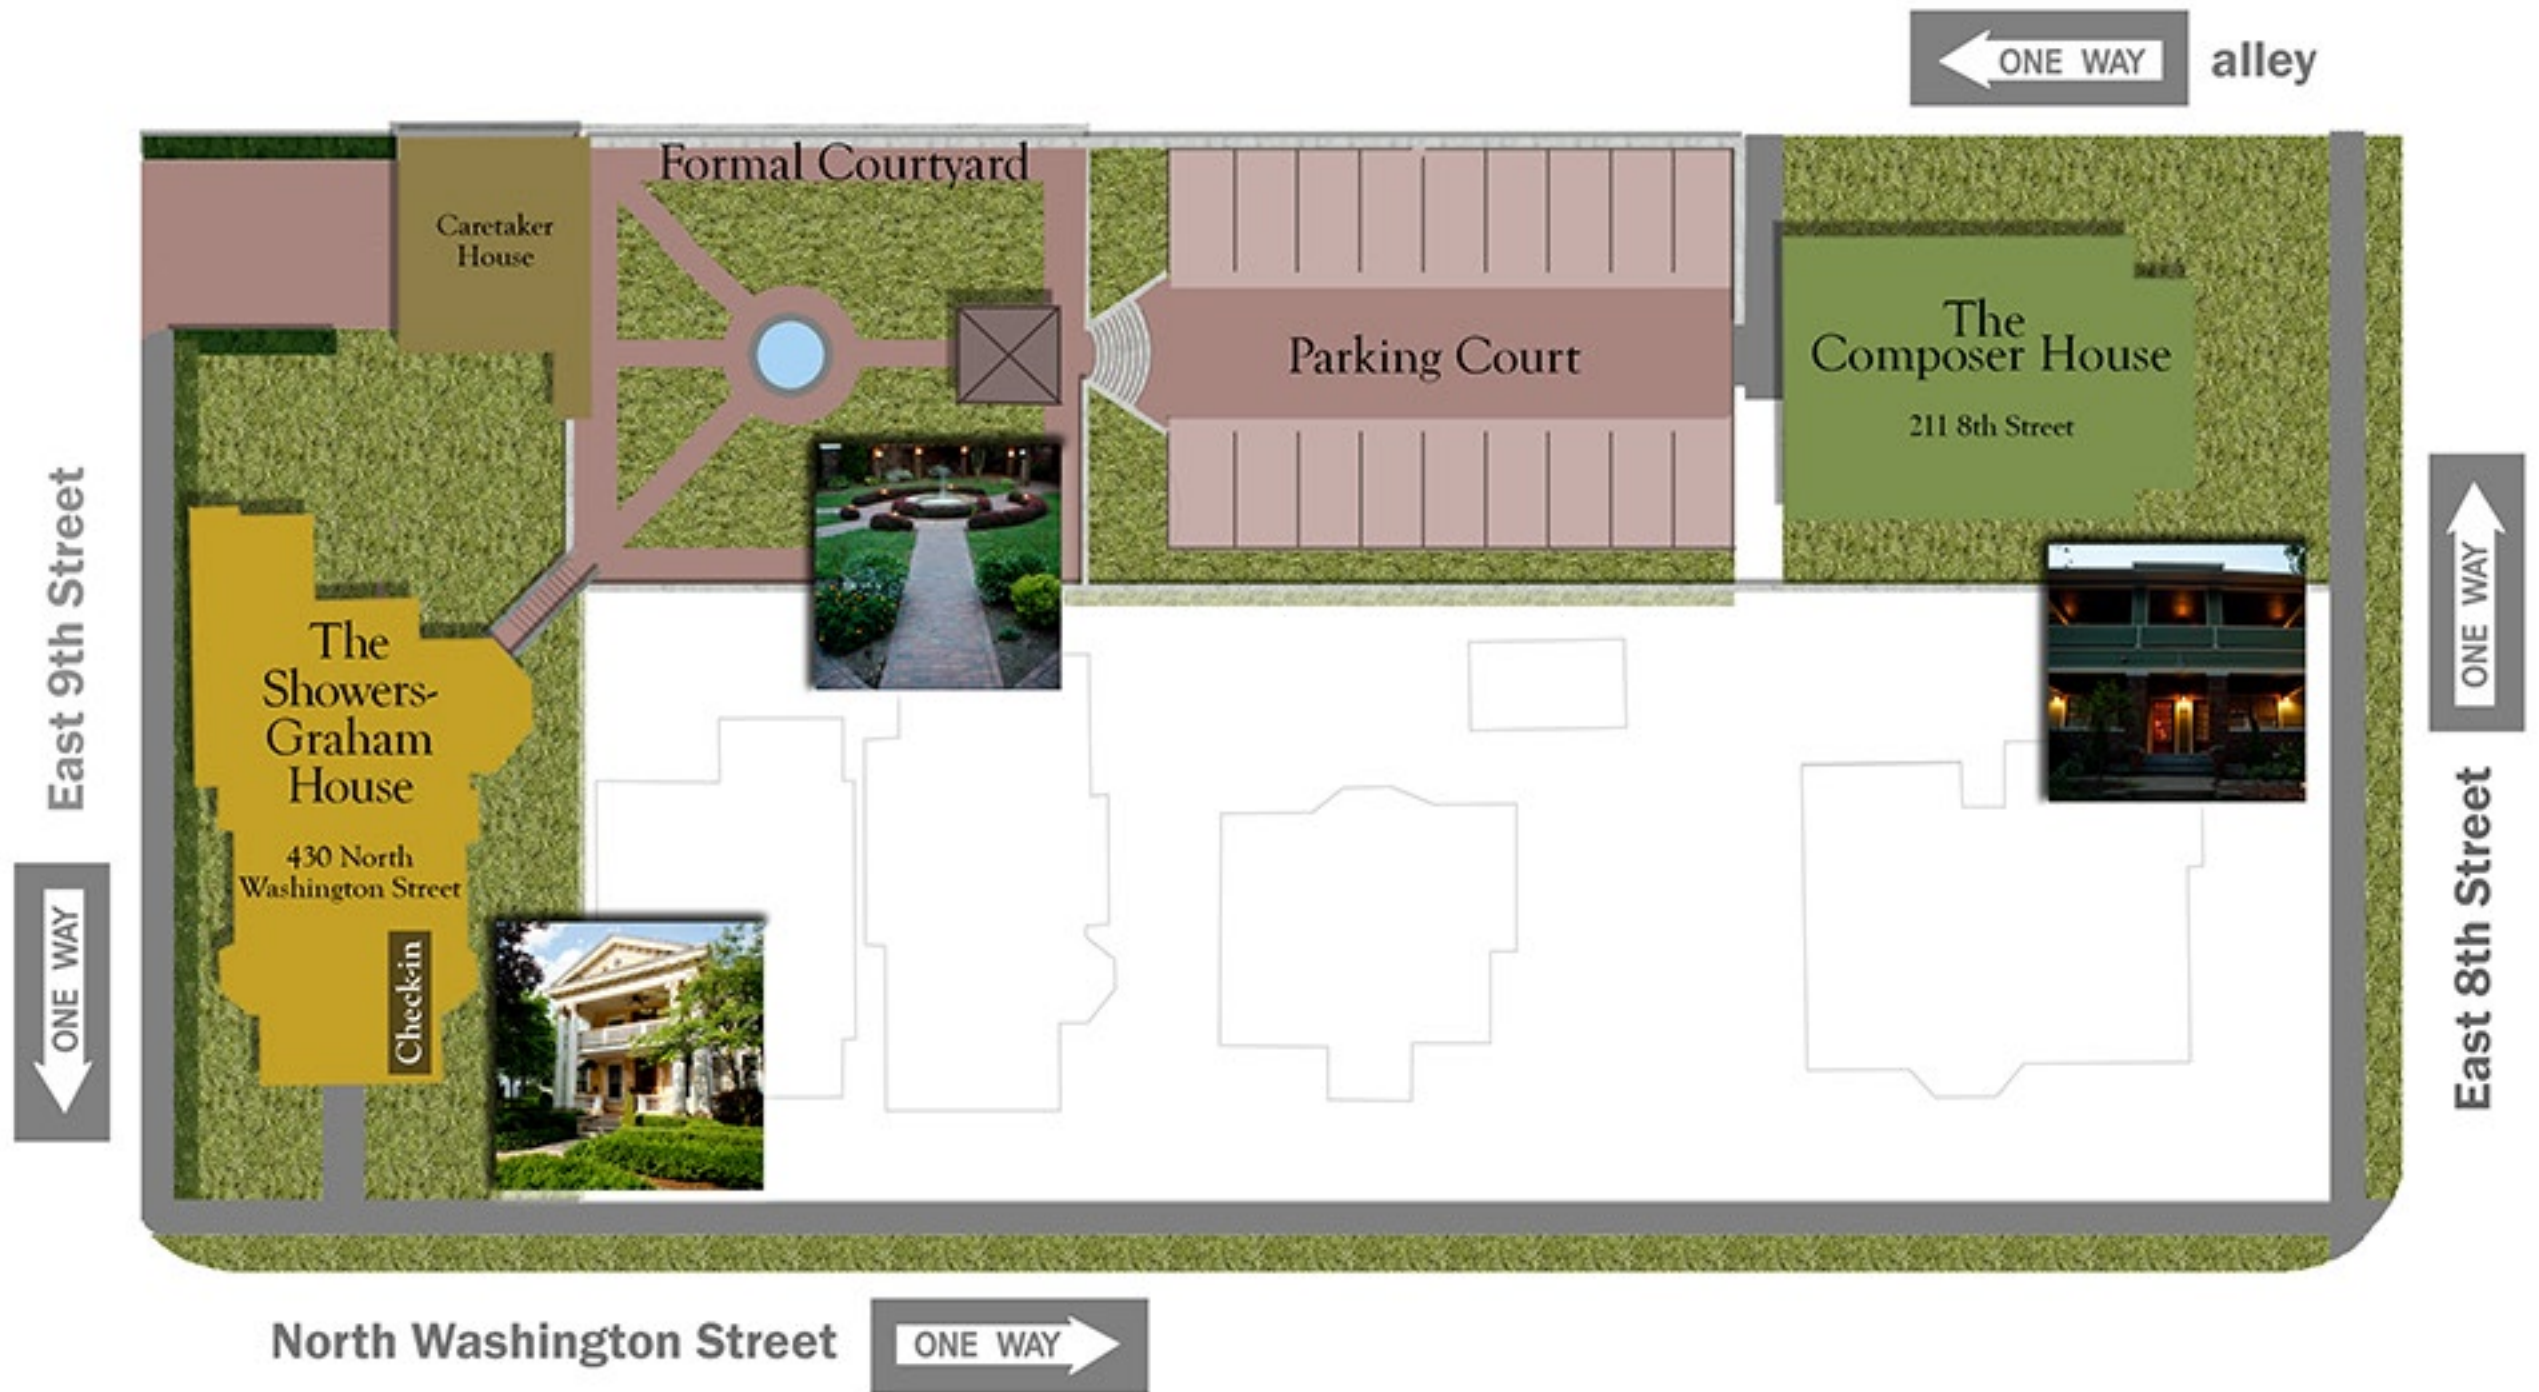 ONE WAY
alley
Formal Courtyard
Caretaker
House
Parking Court
The
Composer House
211 8th Street
East 9th Street
ONE WAY
The
Showers-
Graham
House
430 North
Washington Street
Check-in
ONE WAY
East 8th Street
North Washington Street
ONE WAY